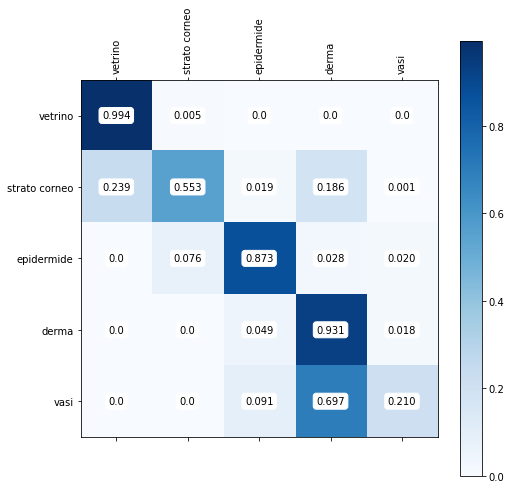 vetrino strato corneo epidermide derma vasi
vetrino 0.994 0.005 0.0 0.0 0.0
strato corneo 0.239 0.553 0.019 0.186 0.001
epidermide 0.0 0.076 0.873 0.028 0.020
derma 0.0 0.0 0.049 0.931 0.018
vasi 0.0 0.0 0.091 0.697 0.210
0.8
0.6
0.4
0.2
0.0